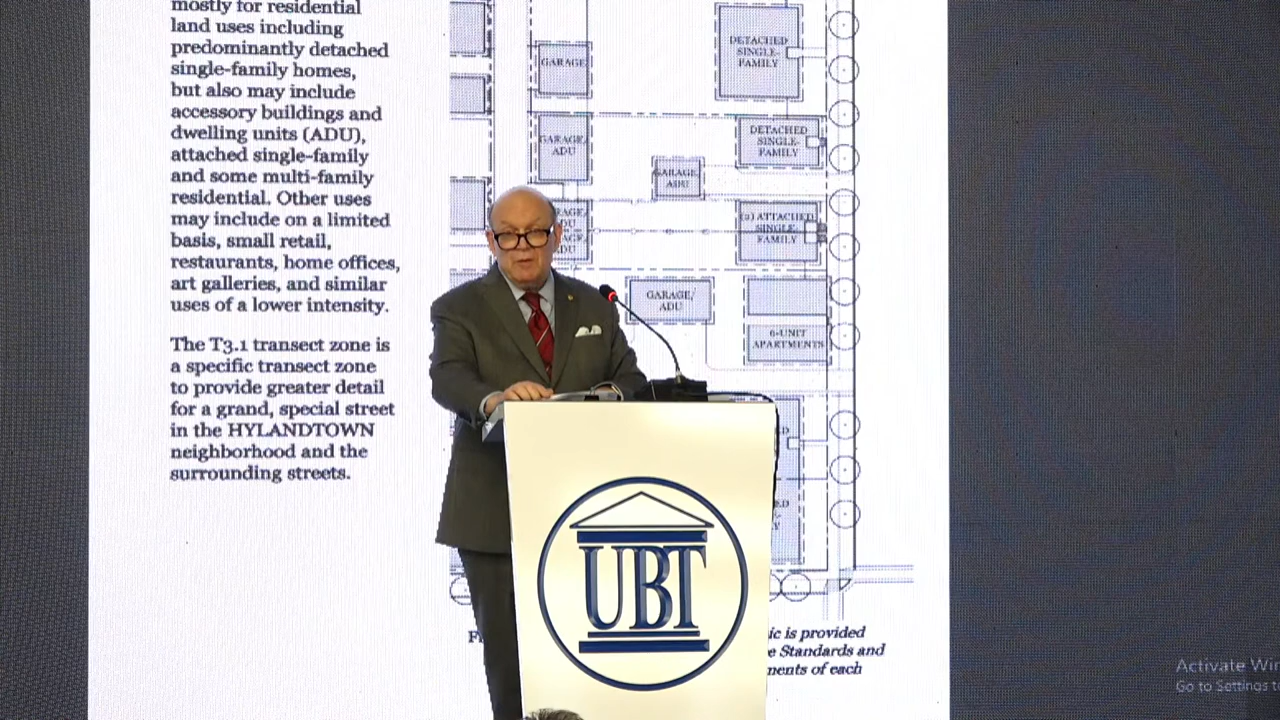 mostly for residential
land uses including
predominantly detached
single-family homes,
but also may include
accessory buildings and
dwelling units (ADU),
attached single-family
and some multi-family
residential. Other uses
may include on a limited
basis, small retail,
restaurants, home offices,
art galleries, and similar
uses of a lower intensity.
The T3.1 transect zone is
a specific transect zone
to provide greater detail
for a grand, special street
in the HYLANDTOWN
neighborhood and the
surrounding streets.
GARAGE
DETACHED
SINGLE-
FAMILY
GARAGE/
ADU
DETACHED
SINGLE-
FAMILY
GARAGE/
ADU
(2) ATTACHED
SINGLE-
FAMILY
GARAGE/
ADU
6-UNIT
APARTMENTS
ic is provided
Standards and
of each
UBT
Activate
Go to Settings